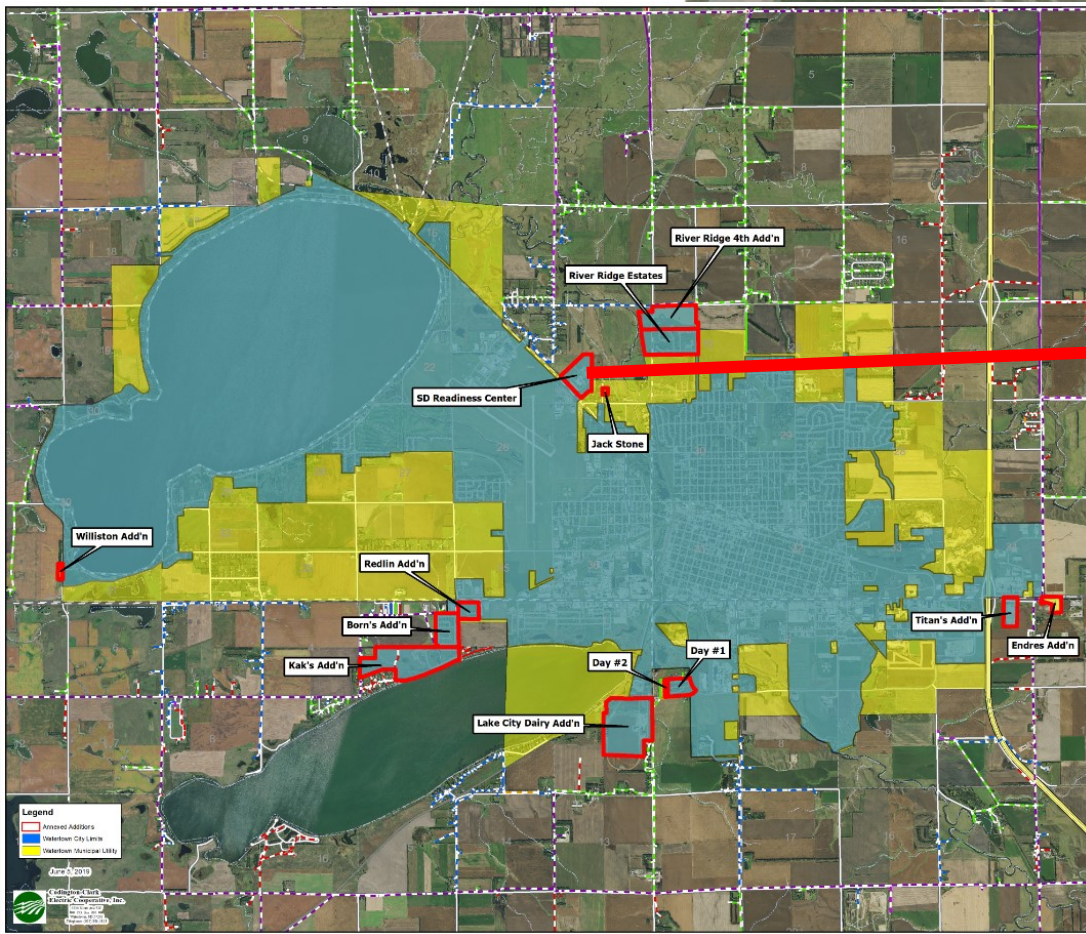 River Ridge 4th Add'n
River Ridge Estates
SD Readiness Center
Jack Stone
Williston Add'n
Redlin Add'n
Born's Add'n
Kak's Add'n
Day #2
Day #1
Titan's Add'n
Endres Add'n
Lake City Dairy Add'n
Legend
Annexed Additions
Watertown City Limits
Watertown Municipal Utility
June 5, 2019
Codington-Clark
Electric Cooperative, Inc.